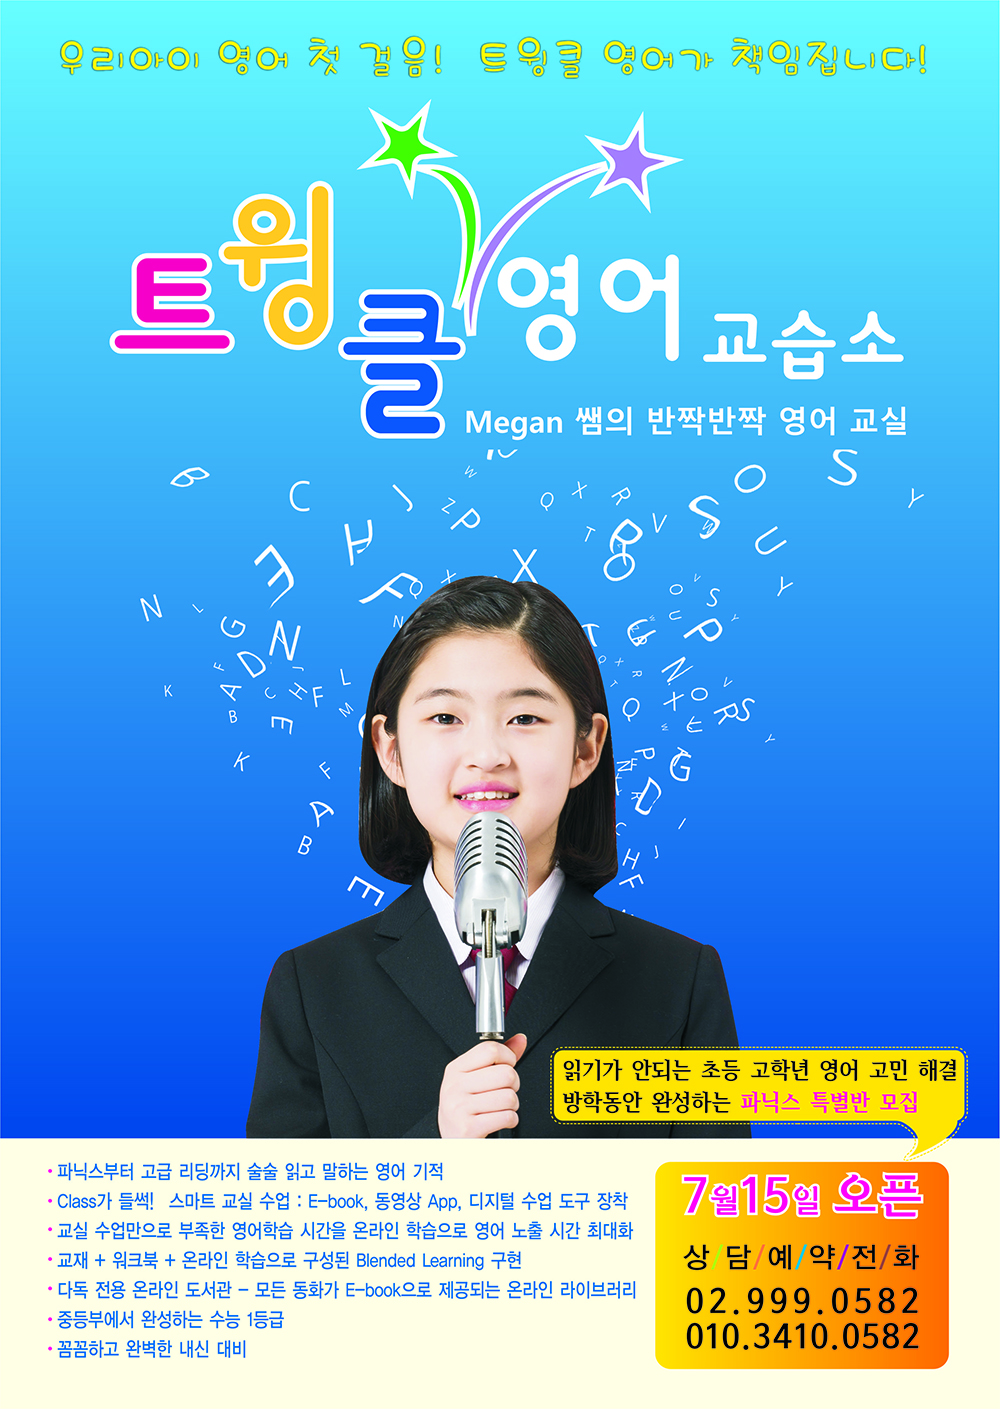 우리아이 영어 첫 걸음! 트윙클 영어가 책임집니다!
트윙클 영어 교습소
Megan 쌤의 반짝반짝 영어 교실
읽기가 안되는 초등 고학년 영어 고민 해결
방학동안 완성하는 파닉스 특별반 모집
• 파닉스부터 고급 리딩까지 술술 읽고 말하는 영어 기적
• Class가 들썩! 스마트 교실 수업 : E-book, 동영상 App, 디지털 수업 도구 장착
• 교실 수업만으로 부족한 영어학습 시간을 온라인 학습으로 영어 노출 시간 최대화
• 교재 + 워크북 + 온라인 학습으로 구성된 Blended Learning 구현
• 다독 전용 온라인 도서관 - 모든 동화가 E-book으로 제공되는 온라인 라이브러리
• 중등부에서 완성하는 수능 1등급
• 꼼꼼하고 완벽한 내신 대비
7월15일 오픈
상/담/예/약/전/화
02.999.0582
010.3410.0582